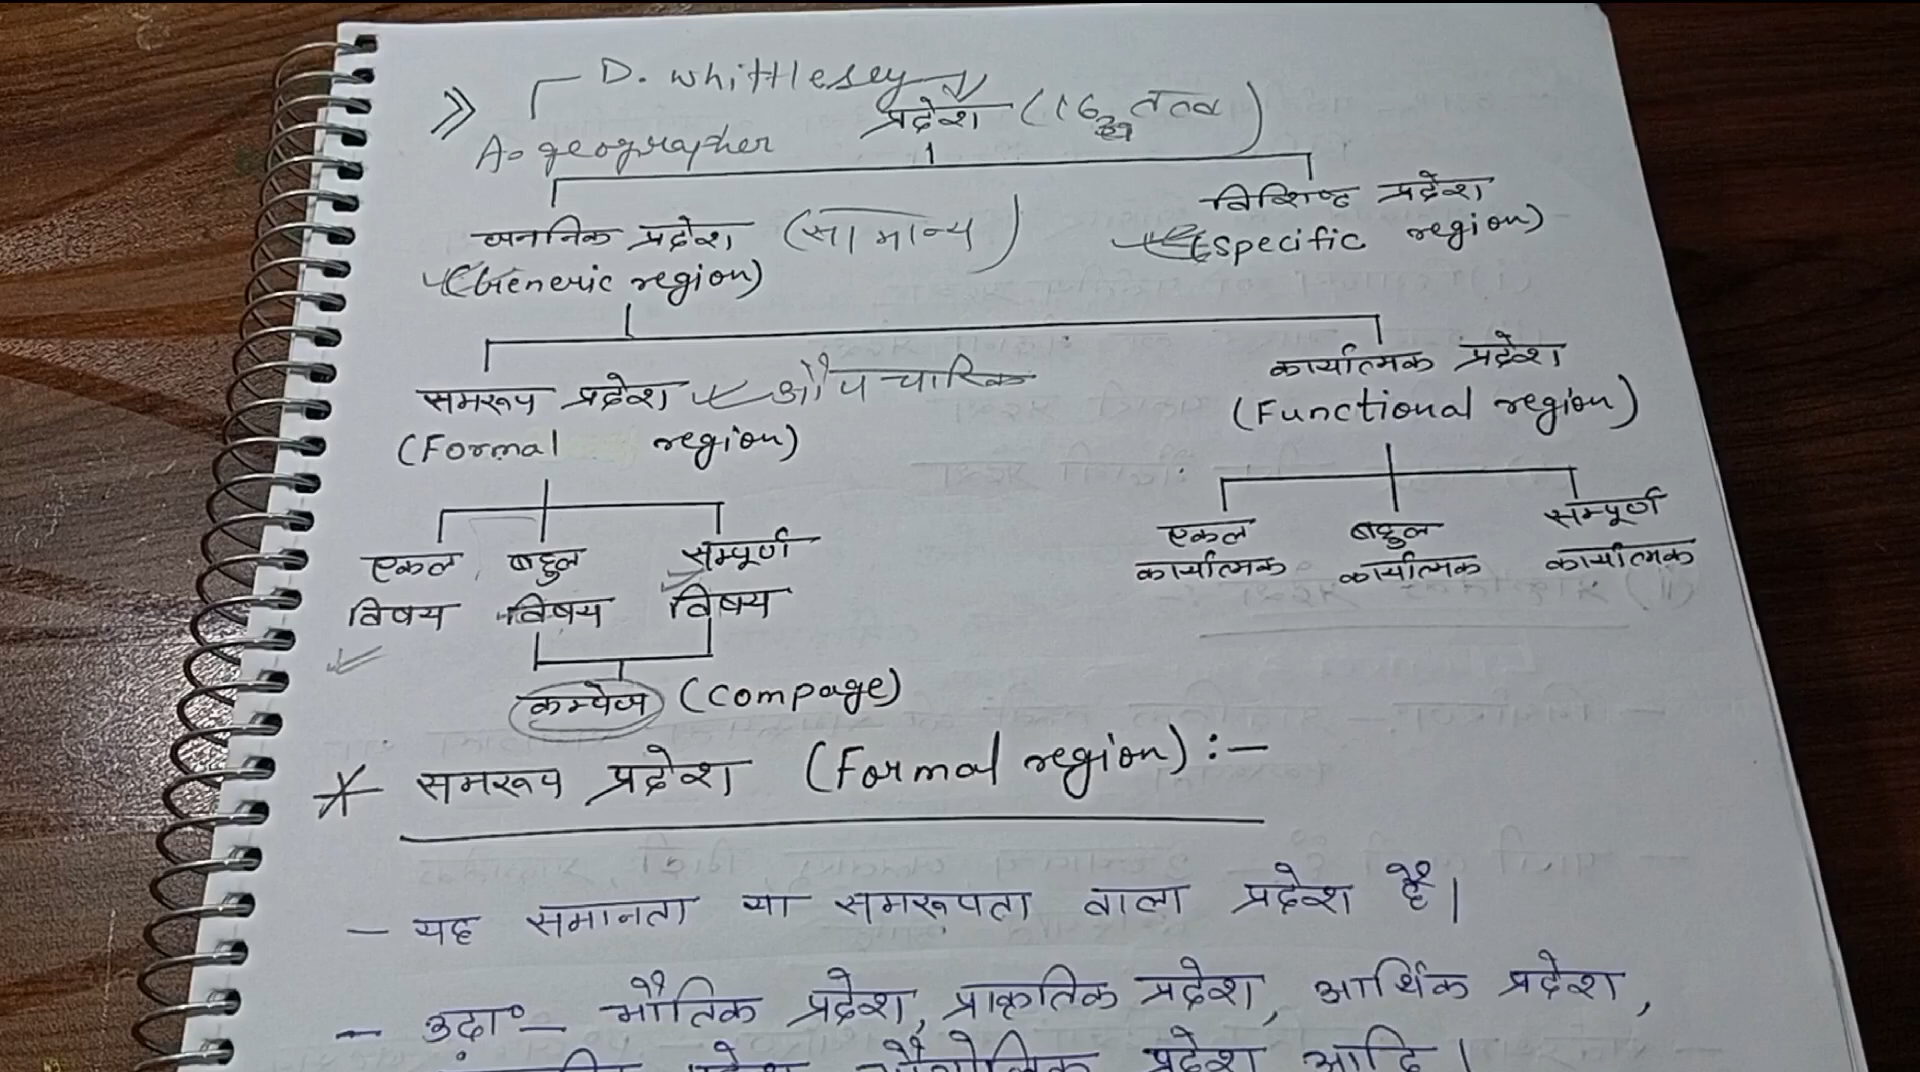 D. Whittlesey
A. geographer
प्रदेश (16 तत्व)
जननिक प्रदेश (सामान्य)
(Generic region)
विशिष्ट प्रदेश
(Specific region)
समरूप प्रदेश औपचारिक
(Formal region)
कार्यात्मक प्रदेश
(Functional region)
एकल विषय
बहुल विषय
सम्पूर्ण विषय
एकल कार्यात्मक
बहुल कार्यात्मक
सम्पूर्ण कार्यात्मक
कम्पेज (Compage)
* समरूप प्रदेश (Formal region) :-
- यह समानता या समरूपता वाला प्रदेश है।
- उदा॰ - भौतिक प्रदेश, प्राकृतिक प्रदेश, आर्थिक प्रदेश,
प्रदेश आदि।